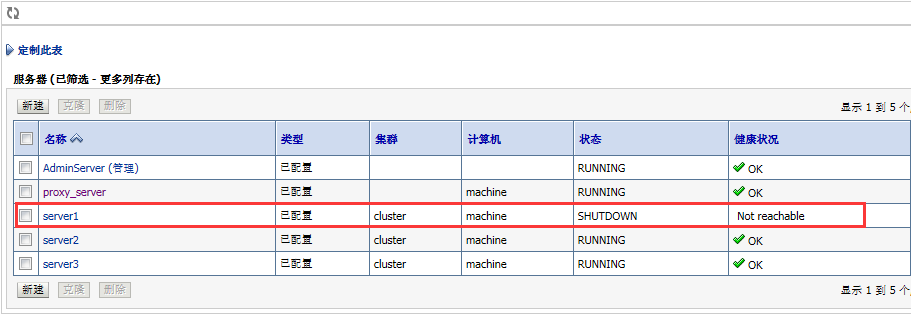 定制此表
服务器 (已筛选 - 更多列存在)
新建 克隆 删除 显示 1 到 5 个,
名称 类型 集群 计算机 状态 健康状况
AdminServer (管理) 已配置 RUNNING OK
proxy_server 已配置 machine RUNNING OK
server1 已配置 cluster machine SHUTDOWN Not reachable
server2 已配置 cluster machine RUNNING OK
server3 已配置 cluster machine RUNNING OK
新建 克隆 删除 显示 1 到 5 个,